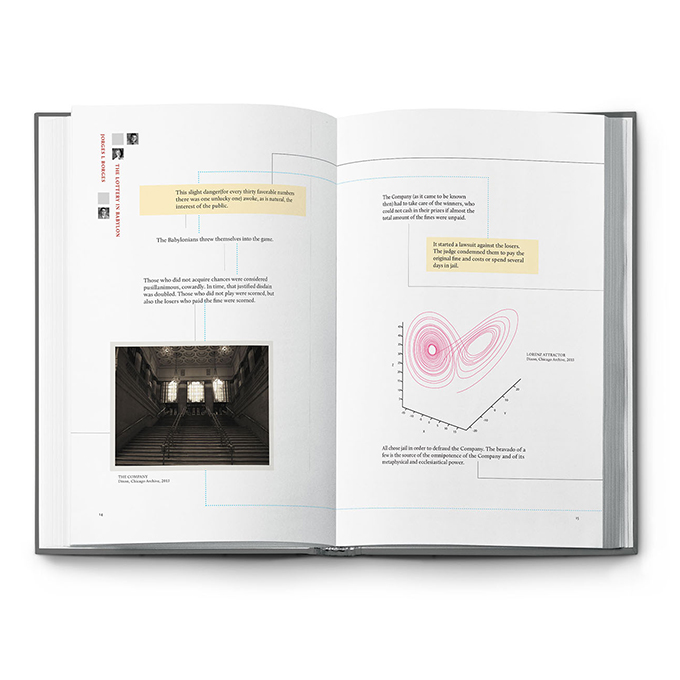 JORGES L BORGES
THE LOTTERY IN BABYLON
This slight danger(for every thirty favorable numbers
there was one unlucky one) awoke, as is natural, the
interest of the public.
The Babylonians threw themselves into the game.
Those who did not acquire chances were considered
pusillanimous, cowardly. In time, that justified disdain
was doubled. Those who did not play were scorned, but
also the losers who paid the fine were scorned.
THE COMPANY
Chicago Archive,
14
The Company (as it came to be known
then) had to take care of the winners, who
could not cash in their prizes if almost the
total amount of the fines were unpaid.
It started a lawsuit against the losers.
The judge condemned them to pay the
original fine and costs or spend several
days in jail.
LORENZ ATTRACTOR
Chicago Archive,
All chose jail in order to defraud the Company. The bravado of a
few is the source of the omnipotence of the Company and of its
metaphysical and ecclesiastical power.
15